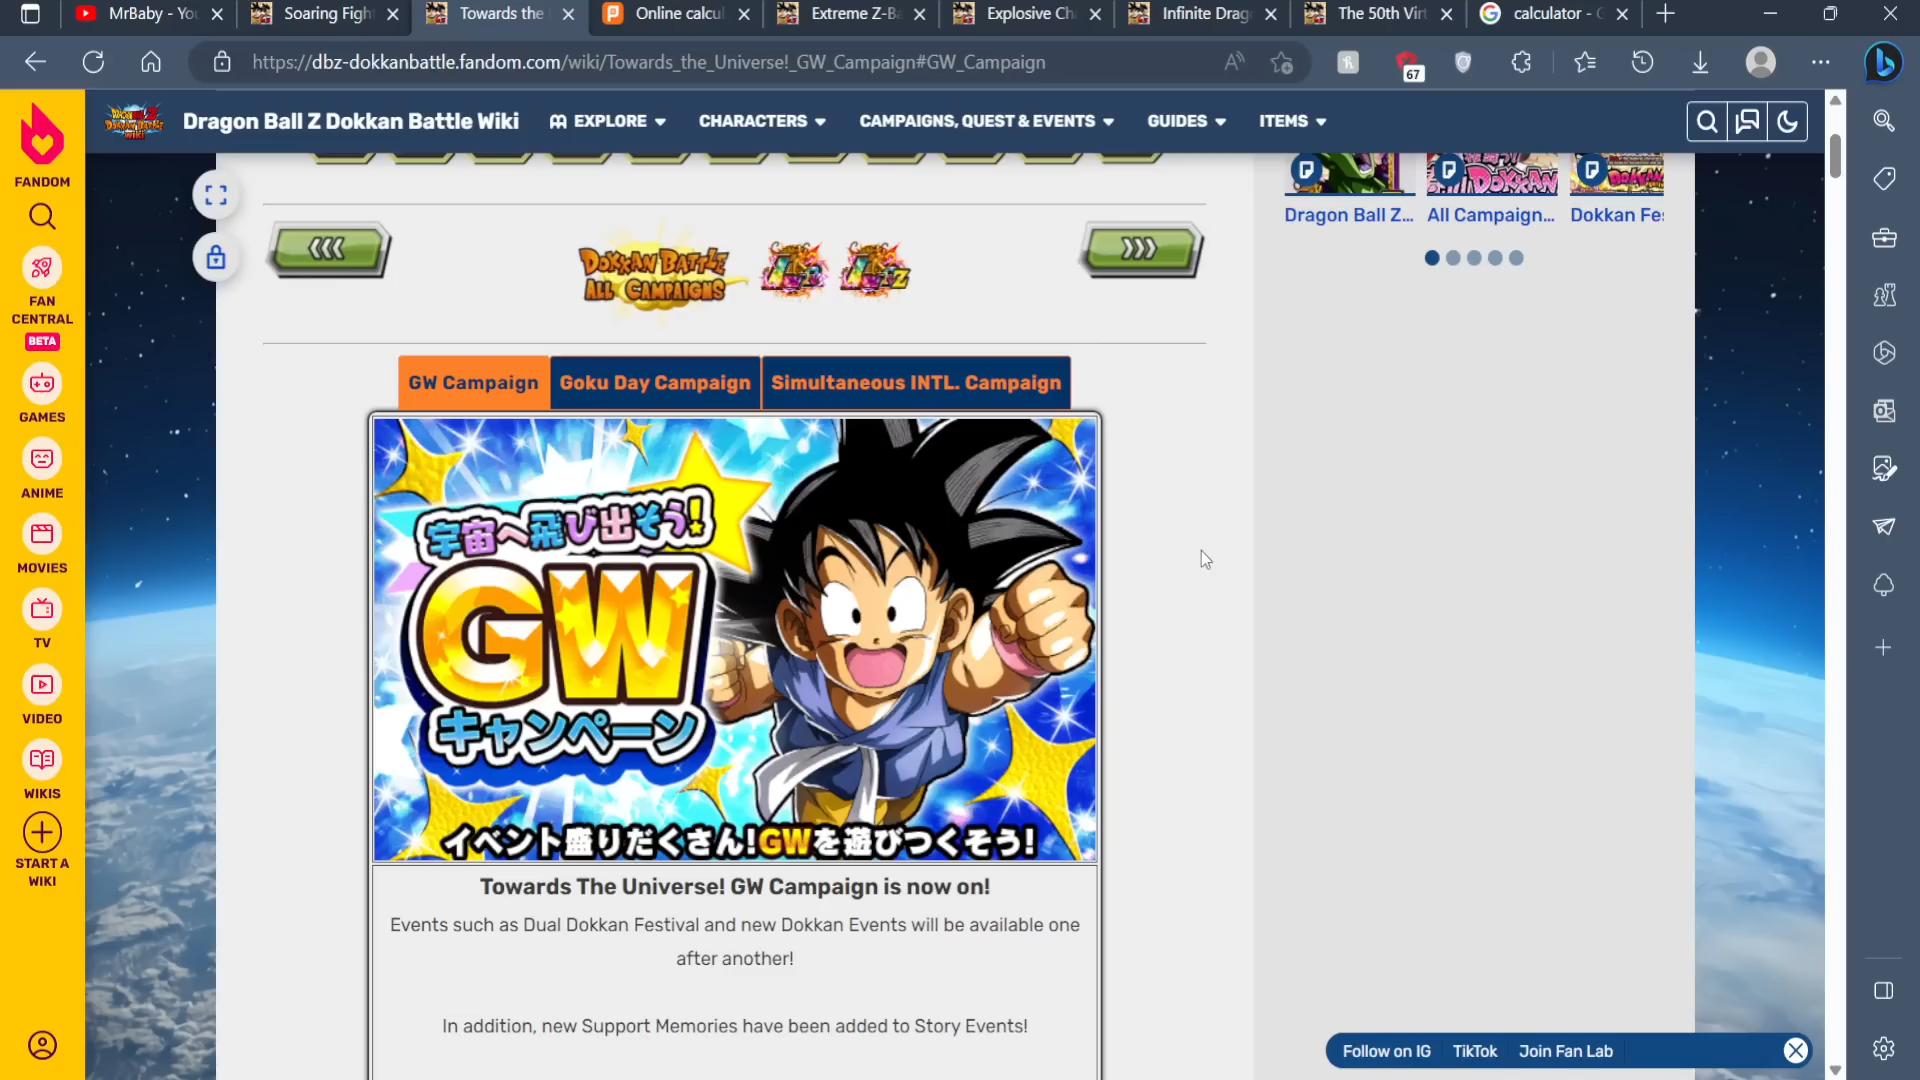 MrBaby - You
Soaring Figh
Towards the
Online calcul
Extreme Z-Ba
Explosive Ch
Infinite Drag
The 50th Virt
calculator - G
https://dbz-dokkanbattle.fandom.com/wiki/Towards_the_Universe!_GW_Campaign#GW_Campaign
67
Dragon Ball Z Dokkan Battle Wiki
EXPLORE
CHARACTERS
CAMPAIGNS, QUEST & EVENTS
GUIDES
ITEMS
FANDOM
FAN
CENTRAL
BETA
GAMES
ANIME
MOVIES
TV
VIDEO
WIKIS
START A
WIKI
DOKKAN BATTLE
ALL CAMPAIGNS
GW Campaign
Goku Day Campaign
Simultaneous INTL. Campaign
宇宙へ飛び出そう!
GW
キャンペーン
イベント盛りだくさん!GWを遊びつくそう!
Towards The Universe! GW Campaign is now on!
Events such as Dual Dokkan Festival and new Dokkan Events will be available one
after another!
In addition, new Support Memories have been added to Story Events!
DOKKAN
Dragon Ball Z...
All Campaign...
Dokkan Fes
Follow on IG
TikTok
Join Fan Lab